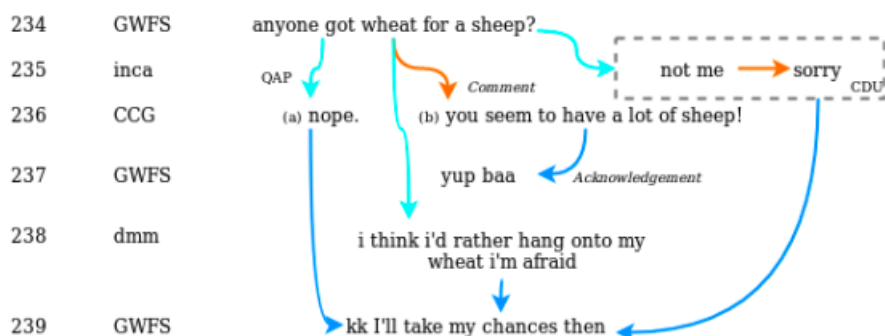 234 GWFS anyone got wheat for a sheep?
235 inca not me sorry
QAP Comment CDU
236 CCG (a) nope. (b) you seem to have a lot of sheep!
237 GWFS yup baa Acknowledgement
238 dmm i think i'd rather hang onto my
wheat i'm afraid
239 GWFS kk I'll take my chances then